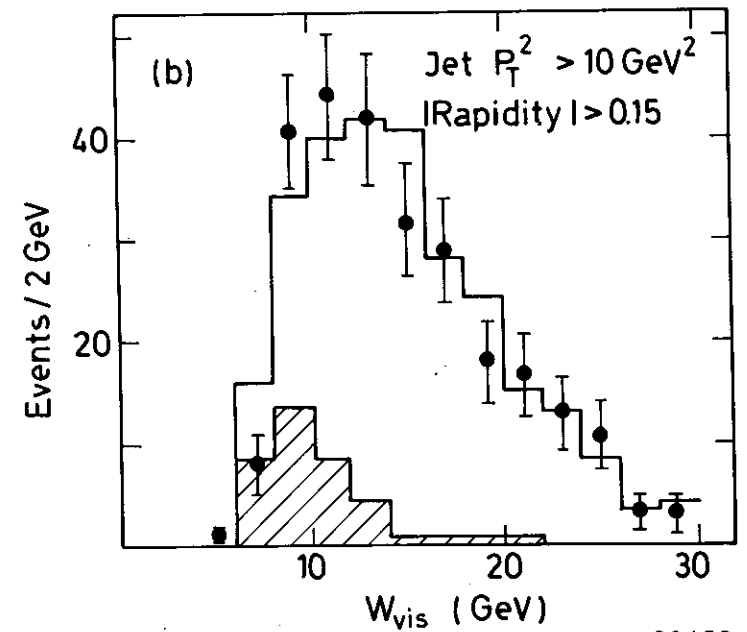 (b)
Jet P_T^2 > 10 GeV^2
|Rapidity| > 0.15
Events / 2 GeV
40
20
10
20
30
W_vis (GeV)